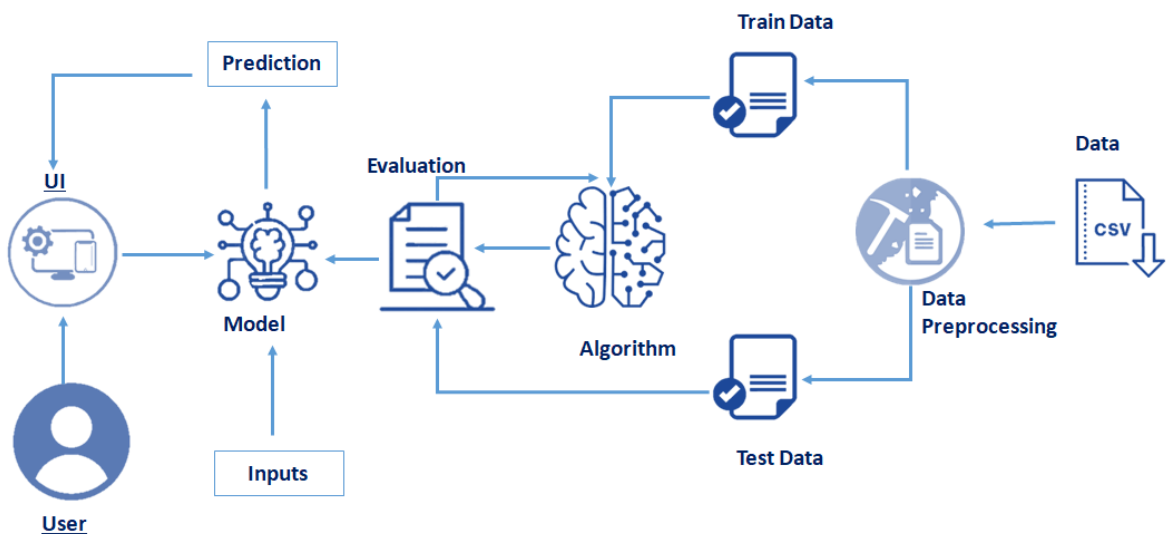 Train Data
Prediction
Data
Evaluation
UI
CSV
Data
Preprocessing
Model
Algorithm
Test Data
Inputs
User